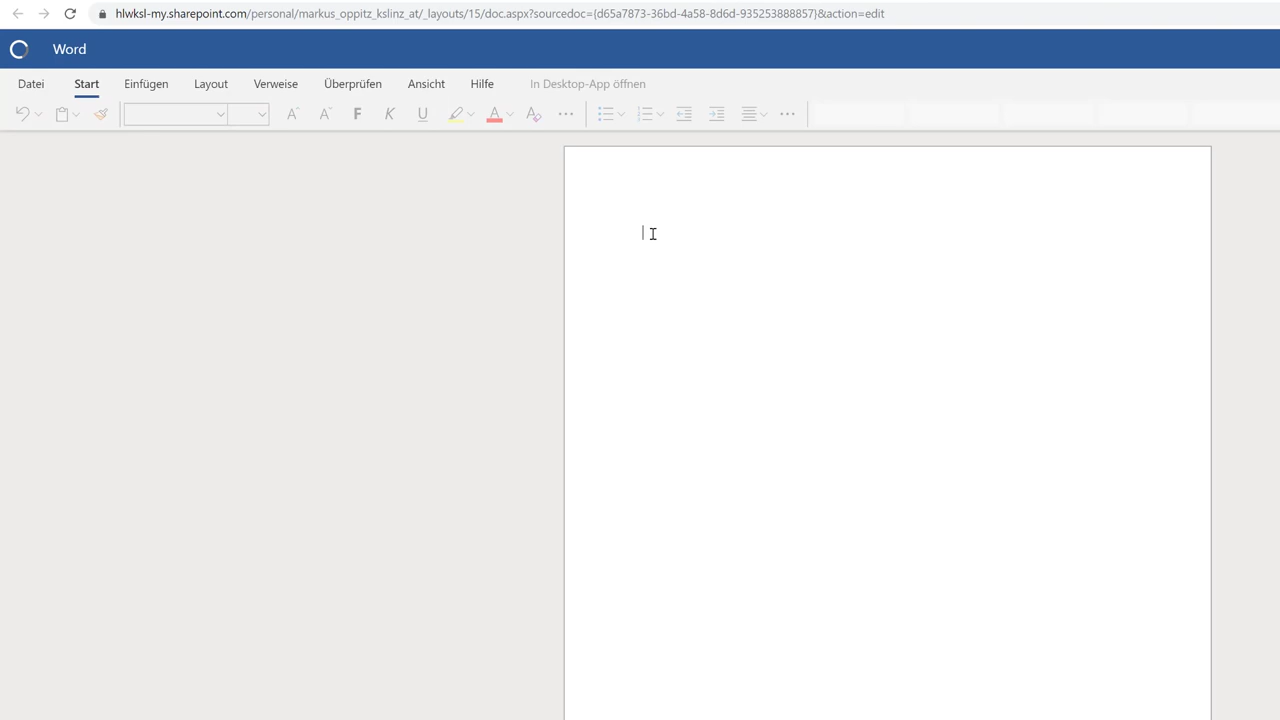 hlwksl-my.sharepoint.com/personal/markus_oppitz_kslinz_at/_layouts/15/doc.aspx?sourcedoc={d65a7873-36bd-4a58-8d6d-935253888857}&action=edit
Word
Datei Start Einfügen Layout Verweise Überprüfen Ansicht Hilfe In Desktop-App öffnen
F K U A